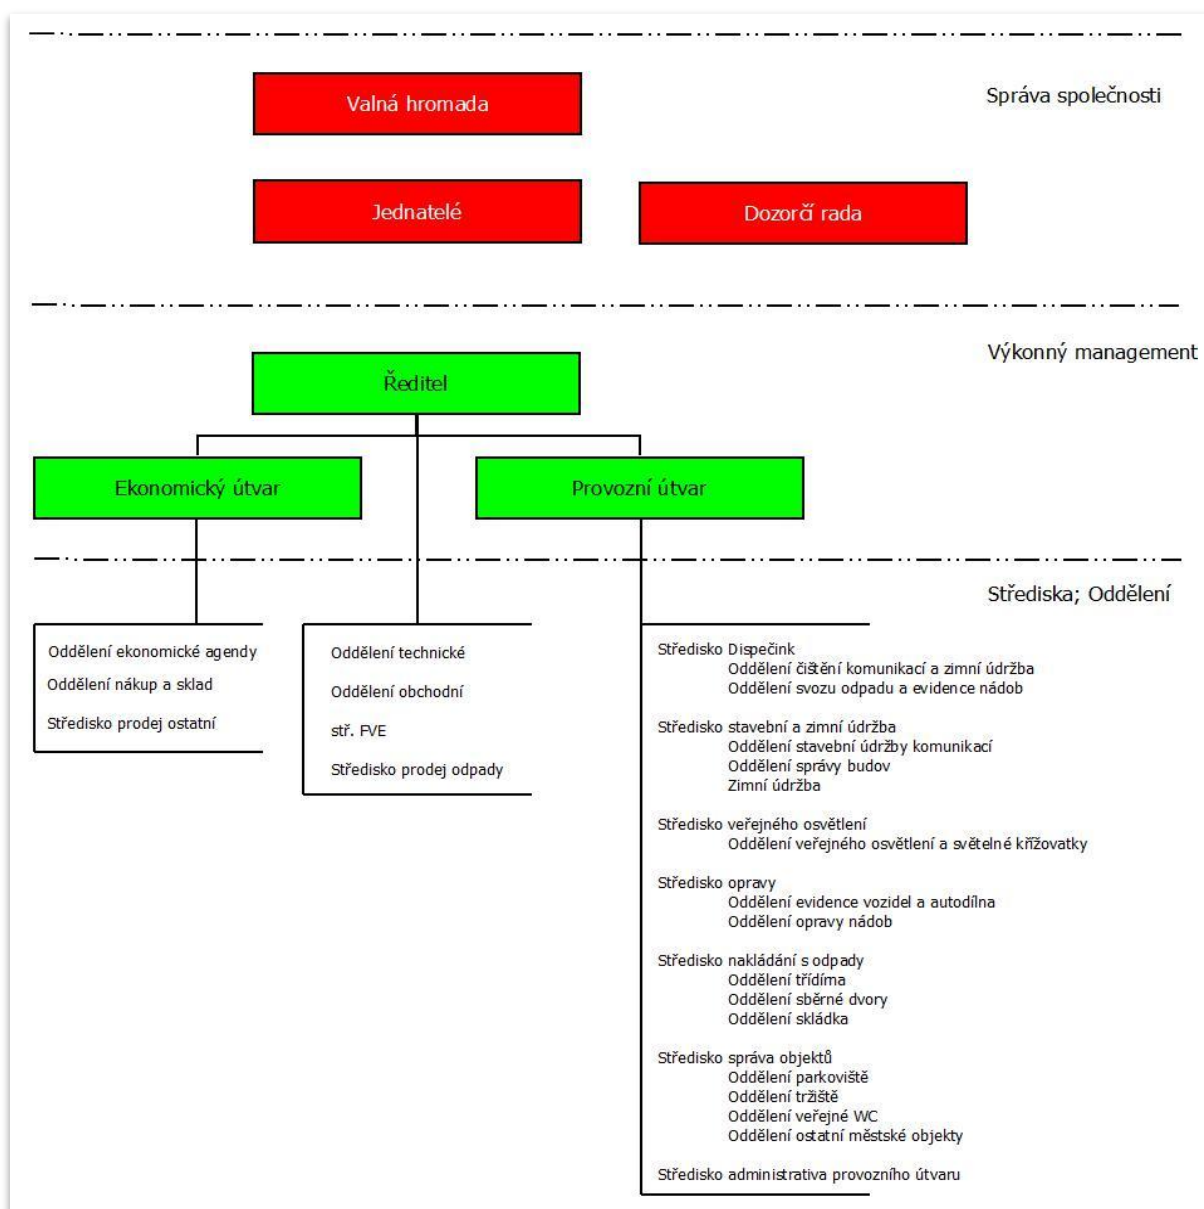 Správa společnosti
Valná hromada
Jednatelé
Dozorčí rada
Výkonný management
Ředitel
Ekonomický útvar
Provozní útvar
Střediska; Oddělení
Oddělení ekonomické agendy
Oddělení nákup a sklad
Středisko prodej ostatní
Oddělení technické
Oddělení obchodní
stř. FVE
Středisko prodej odpady
Středisko Dispečink
Oddělení čištění komunikací a zimní údržba
Oddělení svozu odpadu a evidence nádob
Středisko stavební a zimní údržba
Oddělení stavební údržby komunikací
Oddělení správy budov
Zimní údržba
Středisko veřejného osvětlení
Oddělení veřejného osvětlení a světelné křížovatky
Středisko opravy
Oddělení evidence vozidel a autodílna
Oddělení opravy nádob
Středisko nakládání s odpady
Oddělení třídíma
Oddělení sběrné dvory
Oddělení skládka
Středisko správa objektů
Oddělení parkoviště
Oddělení tržiště
Oddělení veřejné WC
Oddělení ostatní městské objekty
Středisko administrativa provozního útvaru